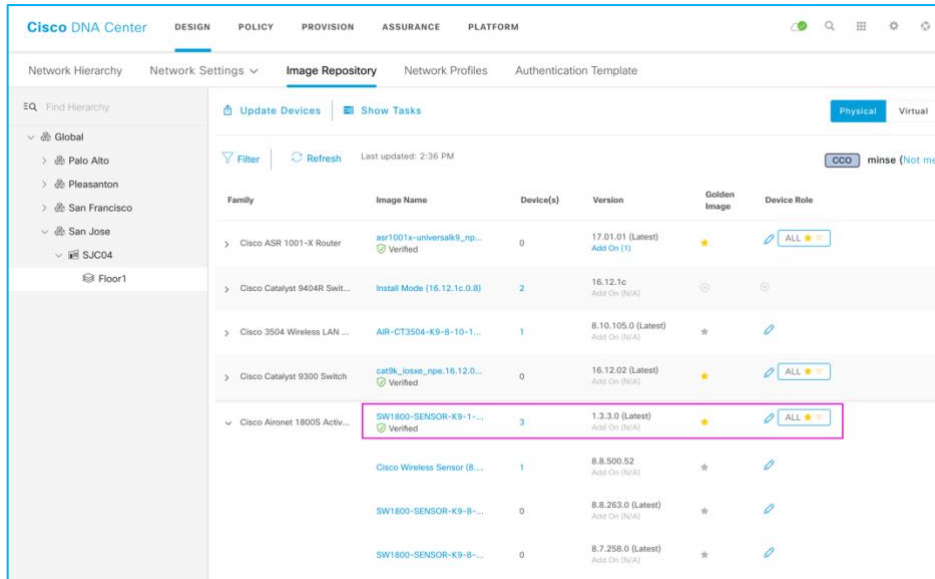 Cisco DNA Center DESIGN POLICY PROVISION ASSURANCE PLATFORM
Network Hierarchy Network Settings Image Repository Network Profiles Authentication Template
Find Hierarchy
Global
Palo Alto
Pleasanton
San Francisco
San Jose
SJC04
Floor1
Update Devices Show Tasks Physical Virtual
Filter Refresh Last updated: 2:36 PM CCO minse (Not me
Family Image Name Device(s) Version Golden Image Device Role
Cisco ASR 1001-X Router asr1001x-universalk9_np... 0 17.01.01 (Latest) ALL
Verified Add On (1)
Cisco Catalyst 9404R Swit... Install Mode (16.12.1c.0.8) 2 16.12.1c
Add On (N/A)
Cisco 3504 Wireless LAN ... AIR-CT3504-K9-8-10-1... 1 8.10.105.0 (Latest)
Add On (N/A)
Cisco Catalyst 9300 Switch cat9k_iosxe_npe.16.12.0... 0 16.12.02 (Latest) ALL
Verified Add On (N/A)
Cisco Aironet 1800S Activ... SW1800-SENSOR-K9-1-... 3 1.3.3.0 (Latest) ALL
Verified Add On (N/A)
Cisco Wireless Sensor (8.... 1 8.8.500.52
Add On (N/A)
SW1800-SENSOR-K9-8-... 0 8.8.263.0 (Latest)
Add On (N/A)
SW1800-SENSOR-K9-8-... 0 8.7.258.0 (Latest)
Add On (N/A)